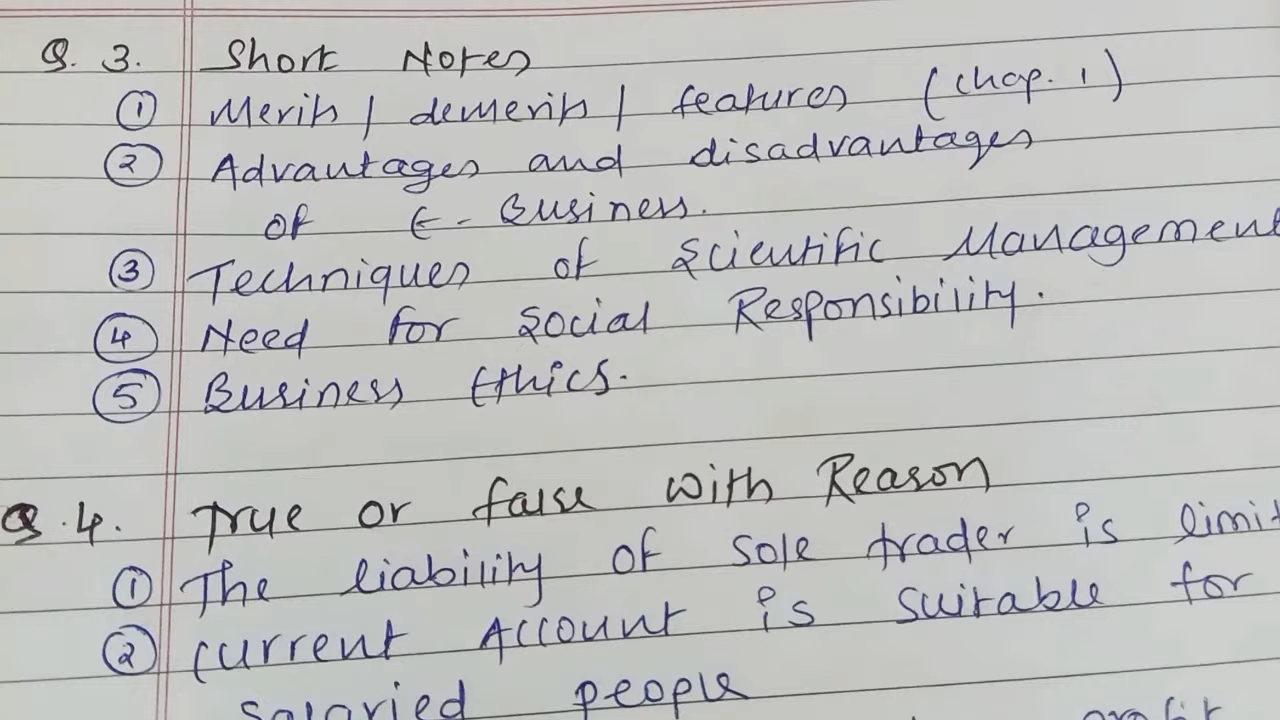 Q. 3. Short Notes
① Merits / demerits / features (Chap. 1)
② Advantages and disadvantages
of E-Business.
③ Techniques of Scientific Management
④ Need for Social Responsibility.
⑤ Business Ethics.
Q.4. True or false with Reason
① The liability of sole trader is limit
② Current Account is suitable for
salaried people
profit